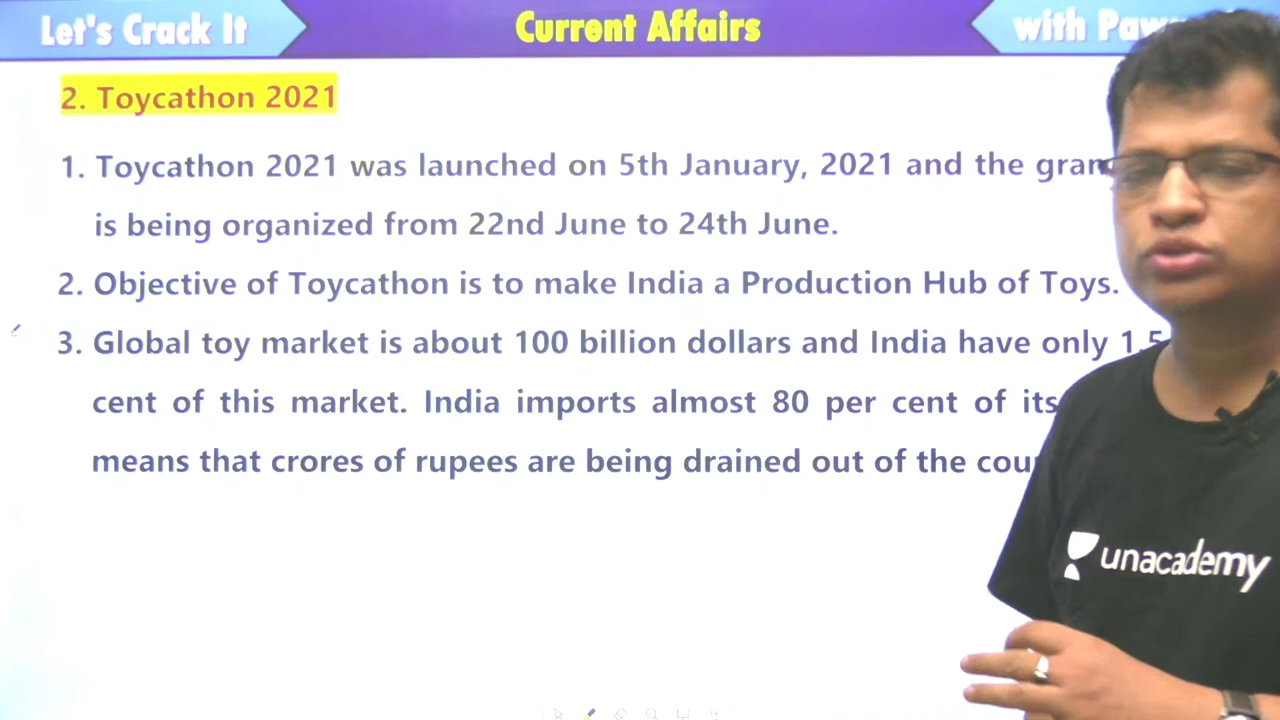 Let's Crack It
Current Affairs
with
2. Toycathon 2021
1. Toycathon 2021 was launched on 5th January, 2021 and the
is being organized from 22nd June to 24th June.
2. Objective of Toycathon is to make India a Production Hub of Toys.
3. Global toy market is about 100 billion dollars and India have only 1.5
cent of this market. India imports almost 80 per cent of its
means that crores of rupees are being drained out of the
unacademy